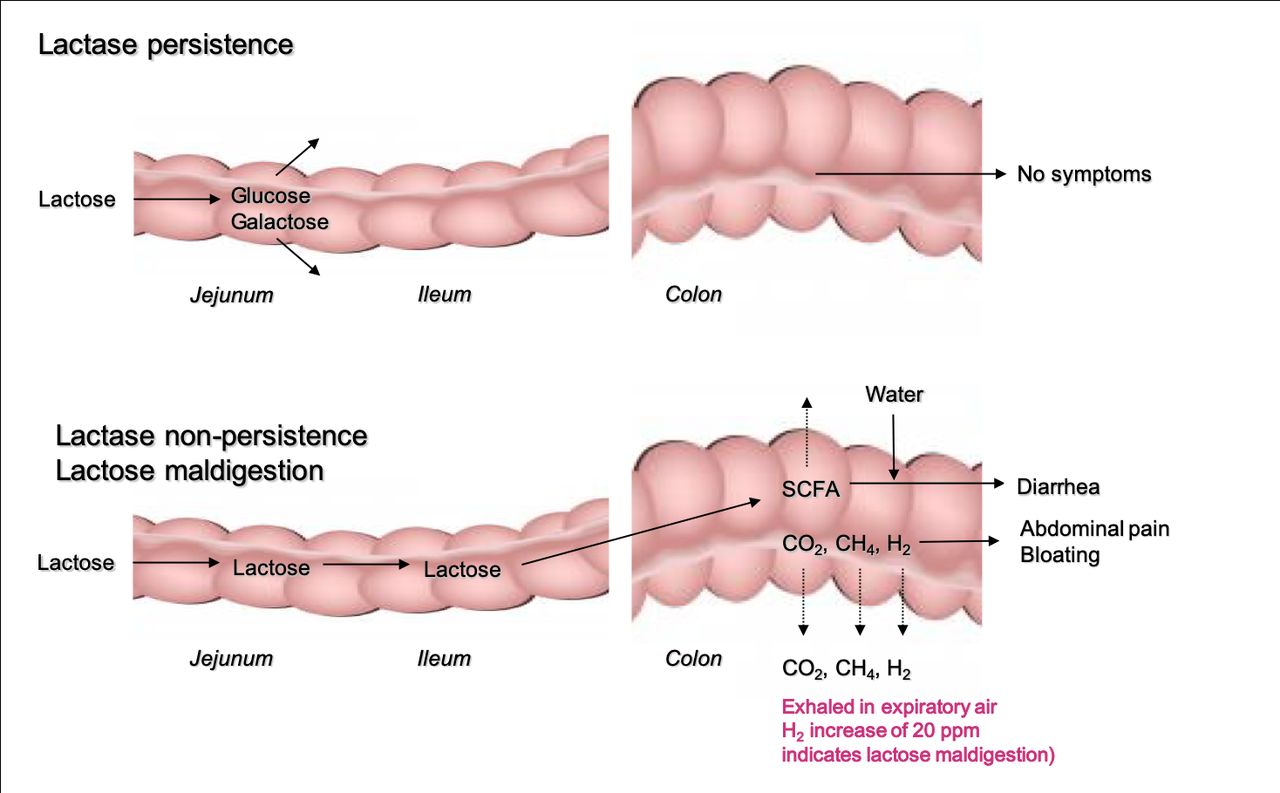 Lactase persistence
Lactose
Glucose
Galactose
No symptoms
Jejunum
Ileum
Colon
Water
Lactase non-persistence
Lactose maldigestion
SCFA
Diarrhea
CO₂, CH₄, H₂
Abdominal pain
Bloating
Lactose
Lactose
Lactose
Jejunum
Ileum
Colon
CO₂, CH₄, H₂
Exhaled in expiratory air
H₂ increase of 20 ppm
indicates lactose maldigestion)